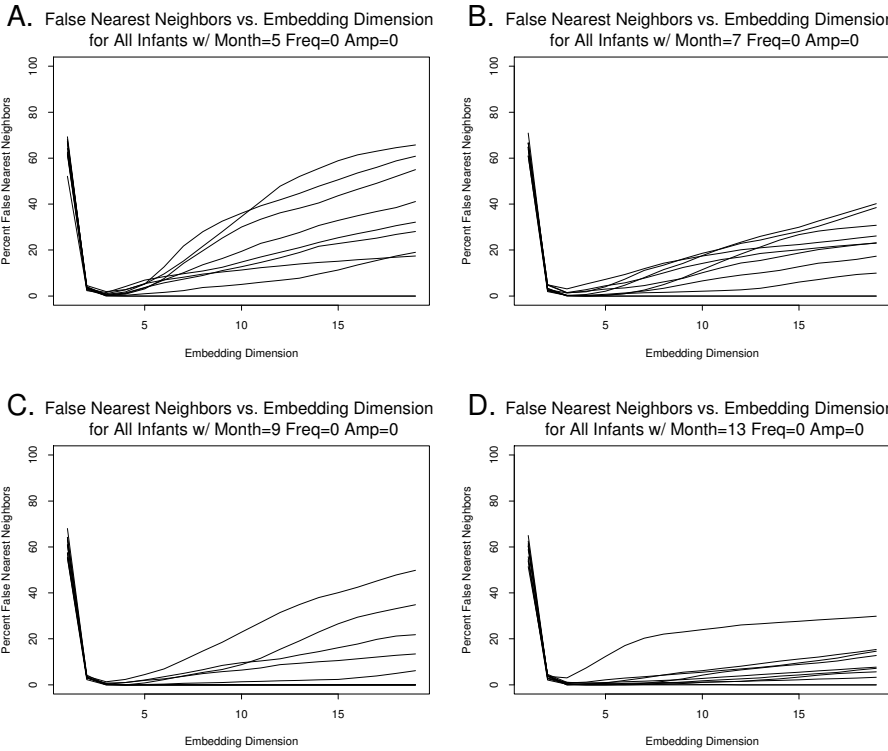 A. False Nearest Neighbors vs. Embedding Dimension
for All Infants w/ Month=5 Freq=0 Amp=0
Percent False Nearest Neighbors
0 20 40 60 80 100
5 10 15
Embedding Dimension
B. False Nearest Neighbors vs. Embedding Dimension
for All Infants w/ Month=7 Freq=0 Amp=0
Percent False Nearest Neighbors
0 20 40 60 80 100
5 10 15
Embedding Dimension
C. False Nearest Neighbors vs. Embedding Dimension
for All Infants w/ Month=9 Freq=0 Amp=0
Percent False Nearest Neighbors
0 20 40 60 80 100
5 10 15
Embedding Dimension
D. False Nearest Neighbors vs. Embedding Dimension
for All Infants w/ Month=13 Freq=0 Amp=0
Percent False Nearest Neighbors
0 20 40 60 80 100
5 10 15
Embedding Dimension